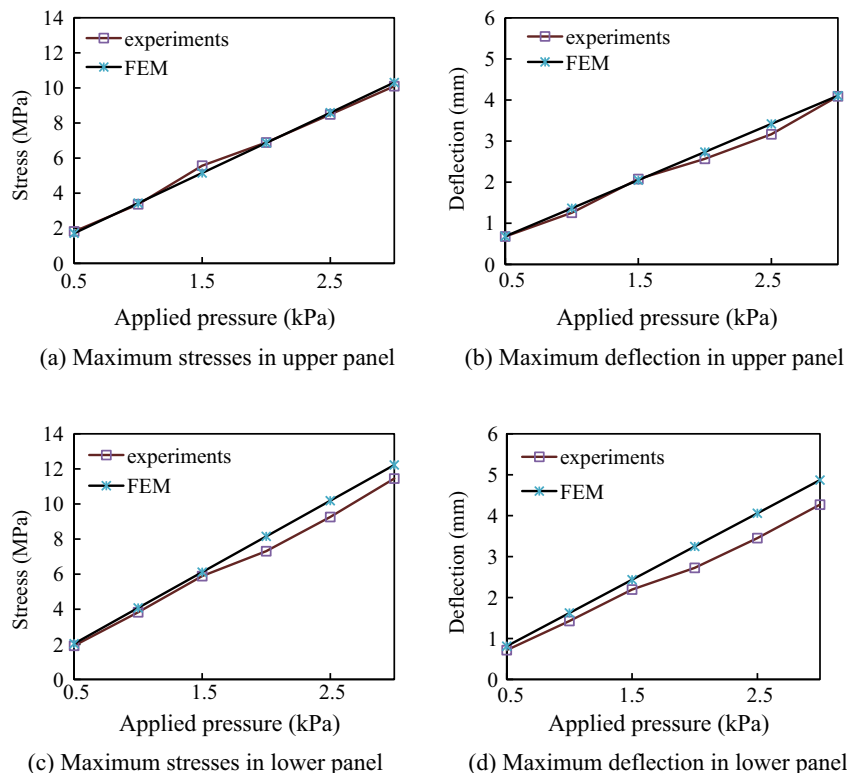 14
12
10
8
6
4
2
0
Stress (MPa)
experiments
FEM
0.5
1.5
2.5
Applied pressure (kPa)
(a) Maximum stresses in upper panel
6
5
4
3
2
1
0
Deflection (mm)
experiments
FEM
0.5
1.5
2.5
Applied pressure (kPa)
(b) Maximum deflection in upper panel
14
12
10
8
6
4
2
0
Streess (MPa)
experiments
FEM
0.5
1.5
2.5
Applied pressure (kPa)
(c) Maximum stresses in lower panel
6
5
4
3
2
1
0
Deflection (mm)
experiments
FEM
0.5
1.5
2.5
Applied pressure (kPa)
(d) Maximum deflection in lower panel